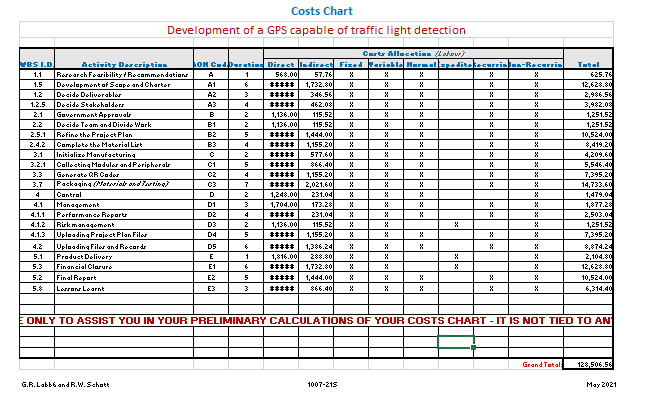 Costs Chart
Development of a GPS capable of traffic light detection
Costs Allocation (Labour)
WBS I.D. Activity Description Duration Direct Indirect Fixed Variable Normal Total
1.1 Research Feasibility / Recommendations A 1 568.00 57.76 X X X X 625.76
1.5 Development of Scope and Charter A1 6 ##### 1,732.80 X X X X 12,628.80
1.2 Decide Deliverables A2 3 ##### 346.56 X X X X 2,986.56
1.2.5 Decide Stakeholders A3 4 ##### 462.08 X X X X 3,982.08
2.1 Government Approvals B 2 1,136.00 115.52 X X X X 1,251.52
2.2 Decide Team and Divide Work B1 2 1,136.00 115.52 X X X X 1,251.52
2.5.1 Refine the Project Plan B2 5 ##### 1,444.00 X X X X 10,524.00
2.4.2 Complete the Material List B3 4 ##### 1,155.20 X X X X 8,419.20
3.1 Initialize Manufacturing C 2 ##### 577.60 X X X X 4,209.60
3.2.1 Collecting Modules and Peripherals C1 5 ##### 866.40 X X X X 5,546.40
3.3 Generate QR Codes C2 4 ##### 1,155.20 X X X X 7,395.20
3.7 Packaging (Materials and Testing) C3 7 ##### 2,021.60 X X X X 14,733.60
4 Control D 2 1,248.00 231.04 X X X X 1,479.04
4.1 Management D1 3 1,704.00 173.28 X X X X 1,877.28
4.1.1 Performance Reports D2 4 ##### 231.04 X X X X 2,503.04
4.1.2 Risk management D3 2 1,136.00 115.52 X X X X 1,251.52
4.1.3 Uploading Project Plan Files D4 5 ##### 1,155.20 X X X X 7,395.20
4.2 Uploading Files and Records D5 6 ##### 1,386.24 X X X X 8,874.24
5.1 Product Delivery E 1 1,816.00 288.80 X X X X 2,104.80
5.3 Financial Closure E1 6 ##### 1,732.80 X X X X 12,628.80
5.2 Final Report E2 5 ##### 1,444.00 X X X X 10,524.00
5.8 Lessons Learnt E3 3 ##### 866.40 X X X X 6,314.40
ONLY TO ASSIST YOU IN YOUR PRELIMINARY CALCULATIONS OF YOUR COSTS CHART - IT IS NOT TIED TO AN
Grand Total: 128,506.56
G.R. Labbé and R.W. Schatt 1007-21S May 2021